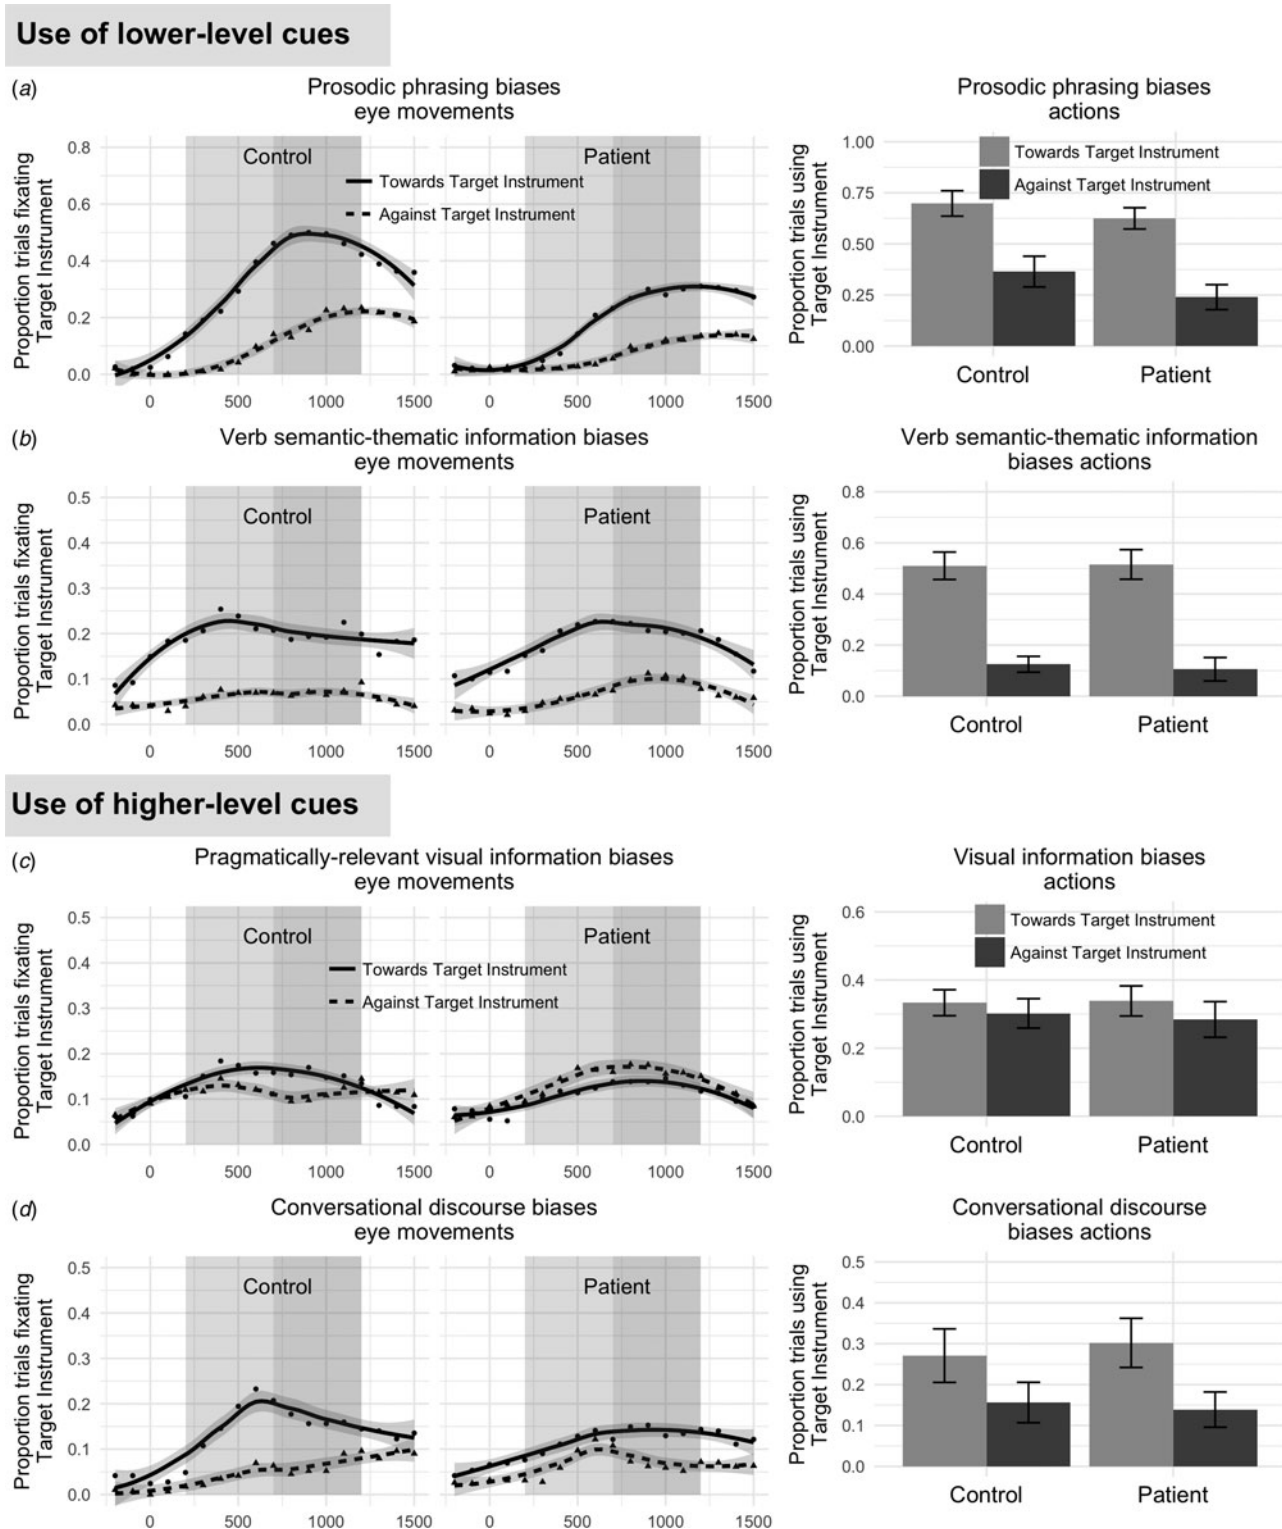 Use of lower-level cues
(a)
Prosodic phrasing biases
eye movements
Proportion trials fixating
Target Instrument
0.8
0.6
0.4
0.2
0.0
Control
Patient
Towards Target Instrument
Against Target Instrument
0 500 1000 1500
0 500 1000 1500
Prosodic phrasing biases
actions
Proportion trials using
Target Instrument
1.00
0.75
0.50
0.25
0.00
Towards Target Instrument
Against Target Instrument
Control Patient
(b)
Verb semantic-thematic information biases
eye movements
Proportion trials fixating
Target Instrument
0.5
0.4
0.3
0.2
0.1
0.0
Control
Patient
0 500 1000 1500
0 500 1000 1500
Verb semantic-thematic information
biases actions
Proportion trials using
Target Instrument
0.8
0.6
0.4
0.2
0.0
Control Patient
Use of higher-level cues
(c)
Pragmatically-relevant visual information biases
eye movements
Proportion trials fixating
Target Instrument
0.5
0.4
0.3
0.2
0.1
0.0
Control
Patient
Towards Target Instrument
Against Target Instrument
0 500 1000 1500
0 500 1000 1500
Visual information biases
actions
Proportion trials using
Target Instrument
0.6
0.4
0.2
0.0
Towards Target Instrument
Against Target Instrument
Control Patient
(d)
Conversational discourse biases
eye movements
Proportion trials fixating
Target Instrument
0.5
0.4
0.3
0.2
0.1
0.0
Control
Patient
0 500 1000 1500
0 500 1000 1500
Conversational discourse
biases actions
Proportion trials using
Target Instrument
0.5
0.4
0.3
0.2
0.1
0.0
Control Patient